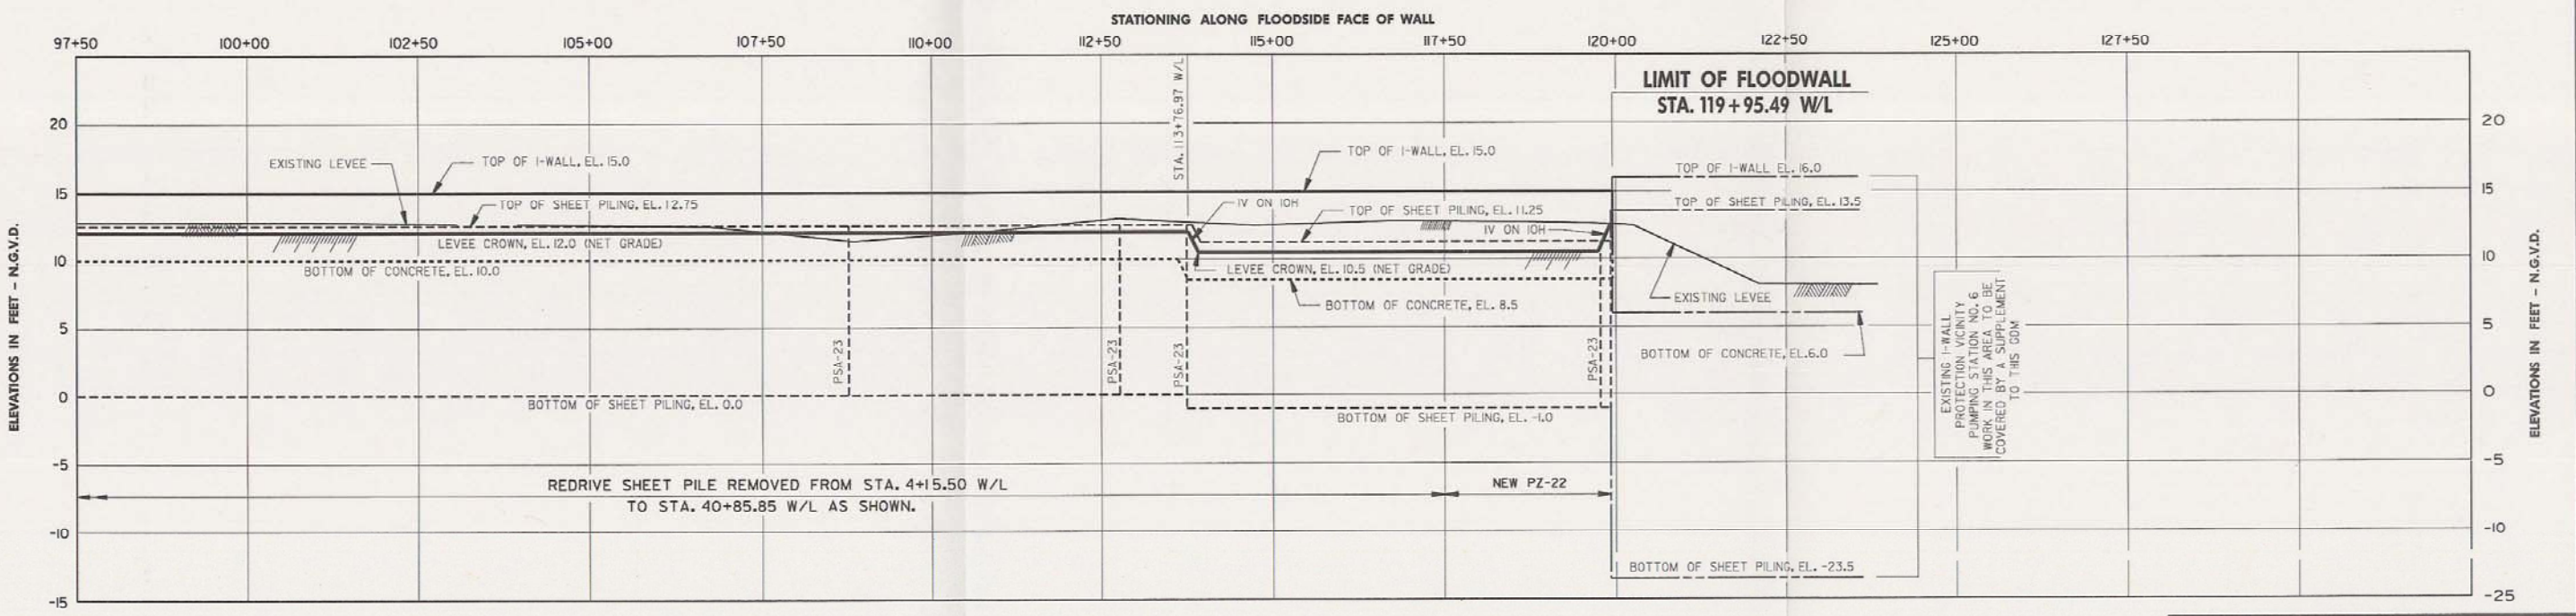 STATIONING ALONG FLOODSIDE FACE OF WALL
97+50 100+00 102+50 105+00 107+50 110+00 112+50 115+00 117+50 120+00 122+50 125+00 127+50
LIMIT OF FLOODWALL
STA. 119+95.49 W/L
STA. 113+76.97 W/L
ELEVATIONS IN FEET - N.G.V.D.
20
15
10
5
0
-5
-10
-15
EXISTING LEVEE
TOP OF I-WALL, EL. 15.0
TOP OF SHEET PILING, EL. 12.75
LEVEE CROWN, EL. 12.0 (NET GRADE)
BOTTOM OF CONCRETE, EL. 10.0
PSA-23
PSA-23
PSA-23
PSA-23
BOTTOM OF SHEET PILING, EL. 0.0
TOP OF I-WALL, EL. 15.0
IV ON IOH
TOP OF SHEET PILING, EL. 11.25
IV ON IOH
LEVEE CROWN, EL. 10.5 (NET GRADE)
BOTTOM OF CONCRETE, EL. 8.5
BOTTOM OF SHEET PILING, EL. -1.0
TOP OF I-WALL EL. 16.0
TOP OF SHEET PILING, EL. 13.5
EXISTING LEVEE
BOTTOM OF CONCRETE, EL.6.0
BOTTOM OF SHEET PILING, EL. -23.5
EXISTING I-WALL
PROTECTION VICINITY
PUMPING STATION NO. 6
WORK IN THIS AREA TO BE
COVERED BY A SUPPLEMENT
TO THIS GDM
REDRIVE SHEET PILE REMOVED FROM STA. 4+15.50 W/L
TO STA. 40+85.85 W/L AS SHOWN.
NEW PZ-22
20
15
10
5
0
-5
-10
-25
ELEVATIONS IN FEET - N.G.V.D.